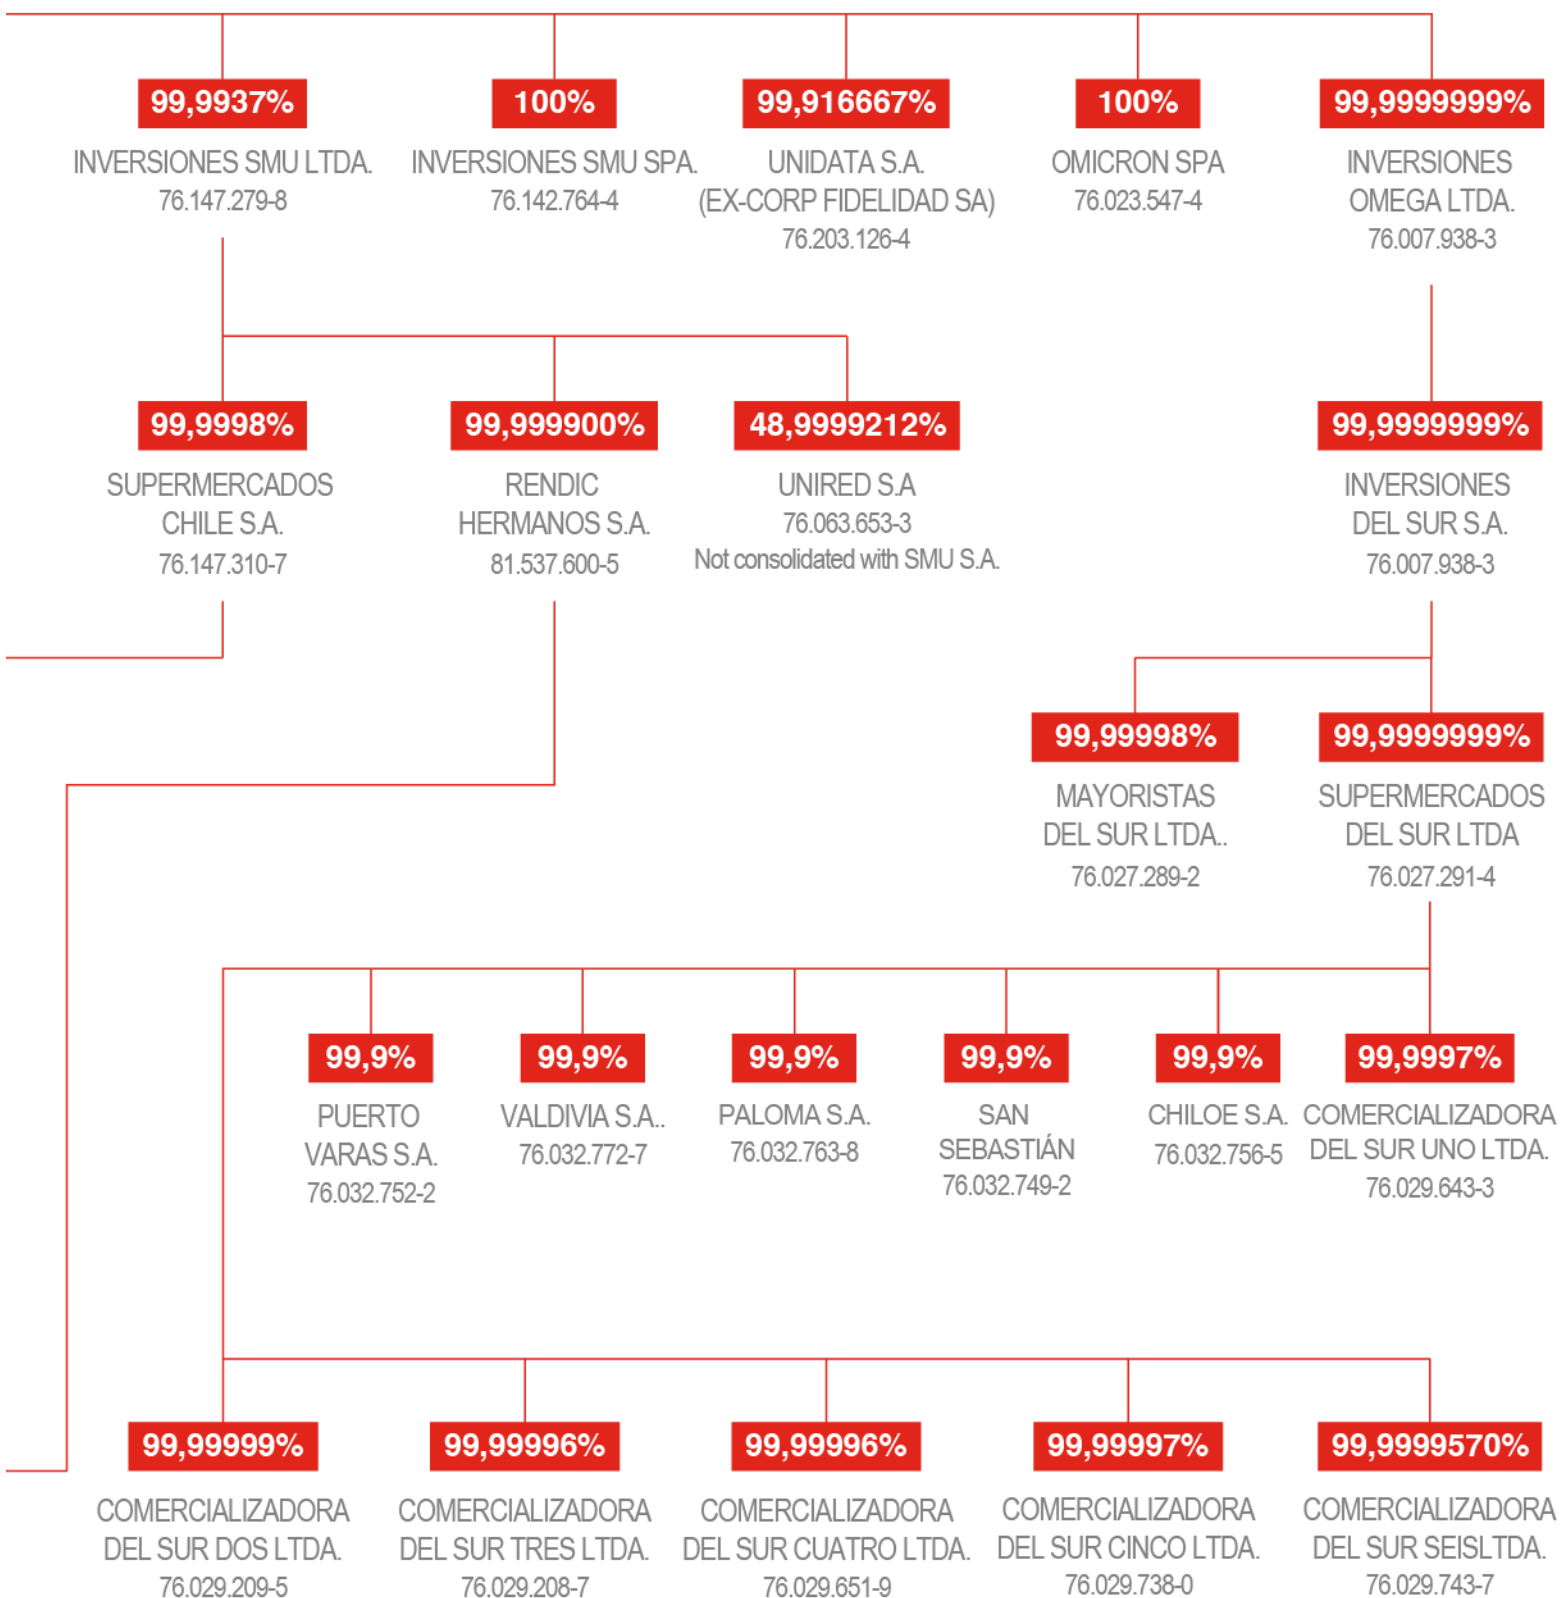 99,9937%
INVERSIONES SMU LTDA.
76.147.279-8
100%
INVERSIONES SMU SPA.
76.142.764-4
99,916667%
UNIDATA S.A.
(EX-CORP FIDELIDAD SA)
76.203.126-4
100%
OMICRON SPA
76.023.547-4
99,9999999%
INVERSIONES
OMEGA LTDA.
76.007.938-3
99,9998%
SUPERMERCADOS
CHILE S.A.
76.147.310-7
99,999900%
RENDIC
HERMANOS S.A.
81.537.600-5
48,9999212%
UNIRED S.A
76.063.653-3
Not consolidated with SMU S.A.
99,9999999%
INVERSIONES
DEL SUR S.A.
76.007.938-3
99,99998%
MAYORISTAS
DEL SUR LTDA..
76.027.289-2
99,9999999%
SUPERMERCADOS
DEL SUR LTDA
76.027.291-4
99,9%
PUERTO
VARAS S.A.
76.032.752-2
99,9%
VALDIVIA S.A..
76.032.772-7
99,9%
PALOMA S.A.
76.032.763-8
99,9%
SAN
SEBASTIÁN
76.032.749-2
99,9%
CHILOE S.A.
76.032.756-5
99,9997%
COMERCIALIZADORA
DEL SUR UNO LTDA.
76.029.643-3
99,99999%
COMERCIALIZADORA
DEL SUR DOS LTDA.
76.029.209-5
99,99996%
COMERCIALIZADORA
DEL SUR TRES LTDA.
76.029.208-7
99,99996%
COMERCIALIZADORA
DEL SUR CUATRO LTDA.
76.029.651-9
99,99997%
COMERCIALIZADORA
DEL SUR CINCO LTDA.
76.029.738-0
99,9999570%
COMERCIALIZADORA
DEL SUR SEISLTDA.
76.029.743-7